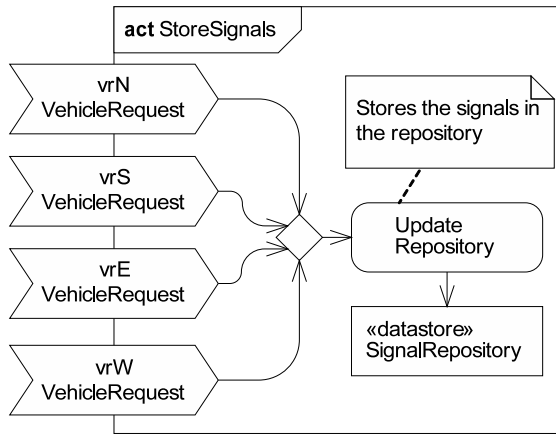 act StoreSignals
vrN
VehicleRequest
vrS
VehicleRequest
vrE
VehicleRequest
vrW
VehicleRequest
Stores the signals in
the repository
Update
Repository
«datastore»
SignalRepository